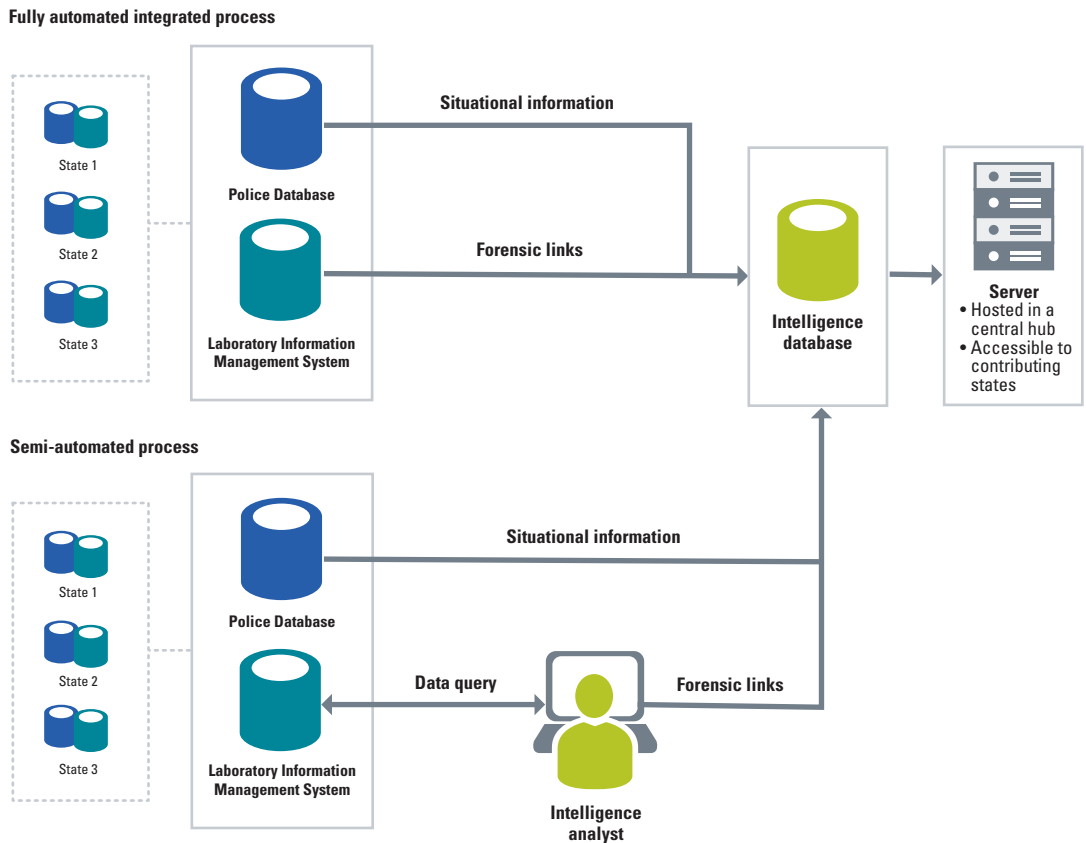 Fully automated integrated process
State 1
State 2
State 3
Police Database
Laboratory Information
Management System
Situational information
Forensic links
Intelligence
database
Server
• Hosted in a
central hub
• Accessible to
contributing
states
Semi-automated process
State 1
State 2
State 3
Police Database
Laboratory Information
Management System
Situational information
Data query
Forensic links
Intelligence
analyst